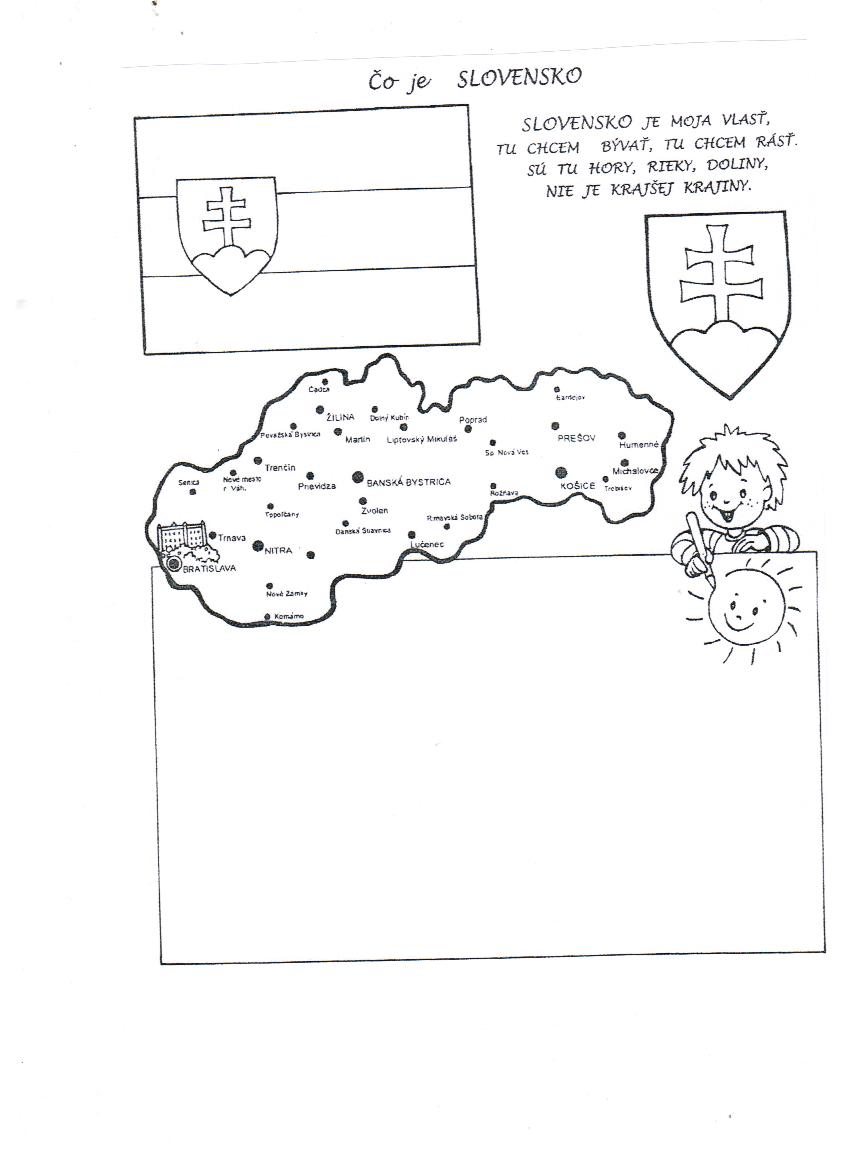 Čo je SLOVENSKO
SLOVENSKO JE MOJA VLASŤ,
TU CHCEM BÝVAŤ, TU CHCEM RÁSŤ.
SÚ TU HORY, RIEKY, DOLINY,
NIE JE KRAJŠEJ KRAJINY.
Čadca
Bardejov
ŽILINA
Dolný Kubín
Poprad
Považská Bystrica
Martin
Liptovský Mikuláš
PREŠOV
Humenné
Sp. Nová Ves
Trenčín
Michalovce
Senica
Nové mesto
n. Váh.
Prievidza
BANSKÁ BYSTRICA
KOŠICE
Trebišov
Rožňava
Topoľčany
Zvolen
Rimavská Sobota
Banská Štiavnica
Trnava
Lučenec
NITRA
BRATISLAVA
Nové Zámky
Komárno